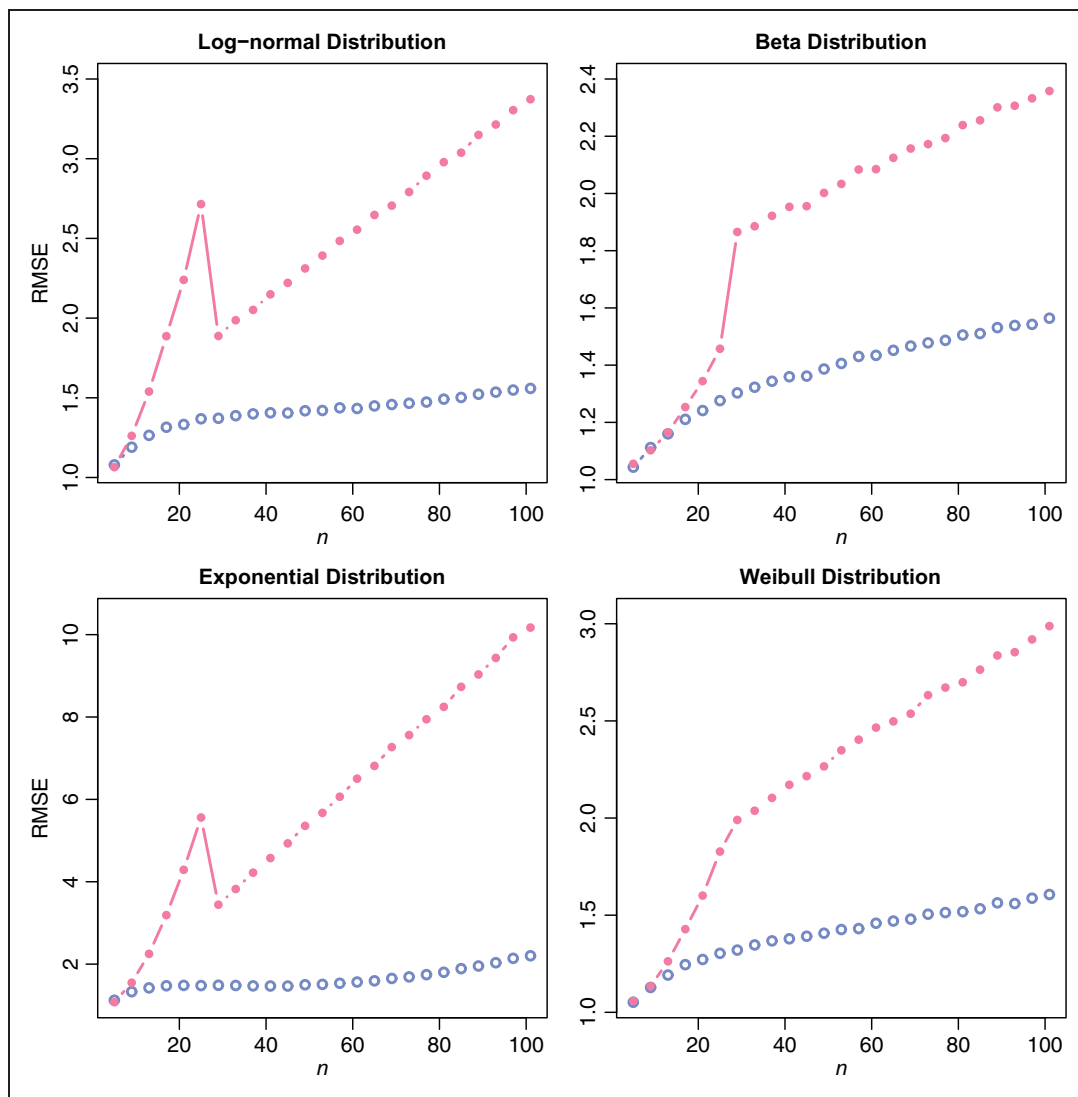 Log−normal Distribution
RMSE
3.5
3.0
2.5
2.0
1.5
1.0
20 40 60 80 100
n
Beta Distribution
2.4
2.2
2.0
1.8
1.6
1.4
1.2
1.0
20 40 60 80 100
n
Exponential Distribution
RMSE
10
8
6
4
2
20 40 60 80 100
n
Weibull Distribution
3.0
2.5
2.0
1.5
1.0
20 40 60 80 100
n